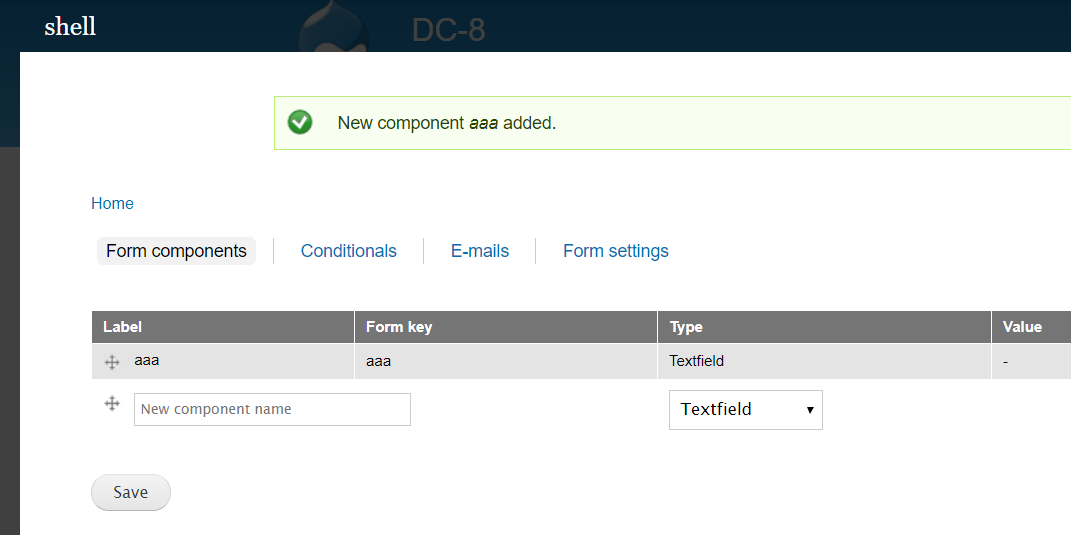 shell
DC-8
New component aaa added.
Home
Form components Conditionals E-mails Form settings
Label Form key Type Value
aaa aaa Textfield -
New component name Textfield
Save